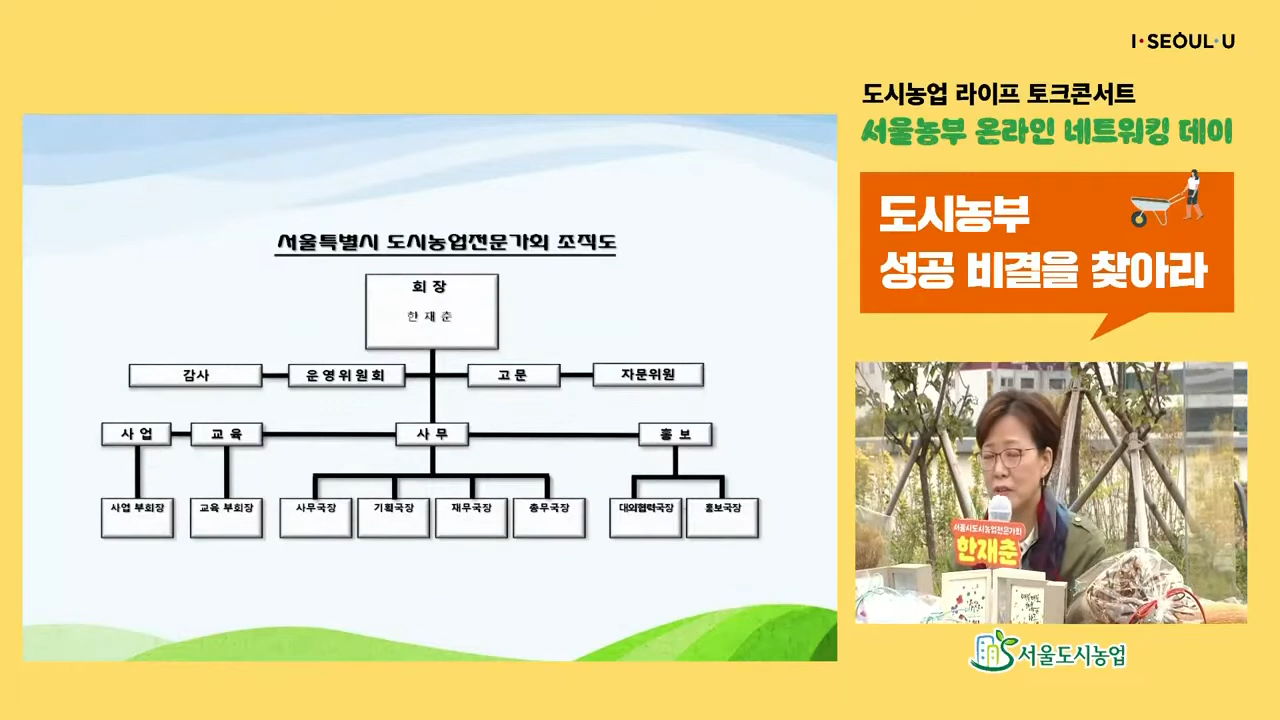 I·SEOUL·U
도시농업 라이프 토크콘서트
서울농부 온라인 네트워킹 데이
도시농부
성공 비결을 찾아라
서울특별시 도시농업전문가회 조직도
회 장
한 재 춘
감사 운영위원회 고문 자문위원
사업 교육 사무 홍보
사업 부회장 교육 부회장 사무국장 기획국장 재무국장 총무국장 대외협력국장 홍보국장
서울시도시농업전문가회
한재춘
서울도시농업